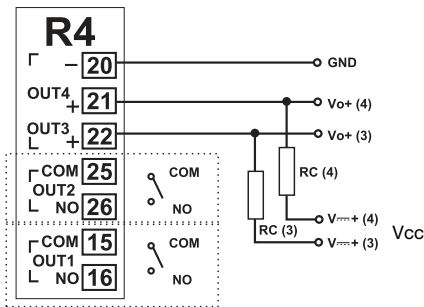 R4
− 20 GND
OUT4 + 21 Vo+ (4)
OUT3 + 22 Vo+ (3)
COM 25 COM
OUT2
NO 26 NO
RC (4)
RC (3)
V⎓+ (4)
V⎓+ (3)
Vcc
COM 15 COM
OUT1
NO 16 NO